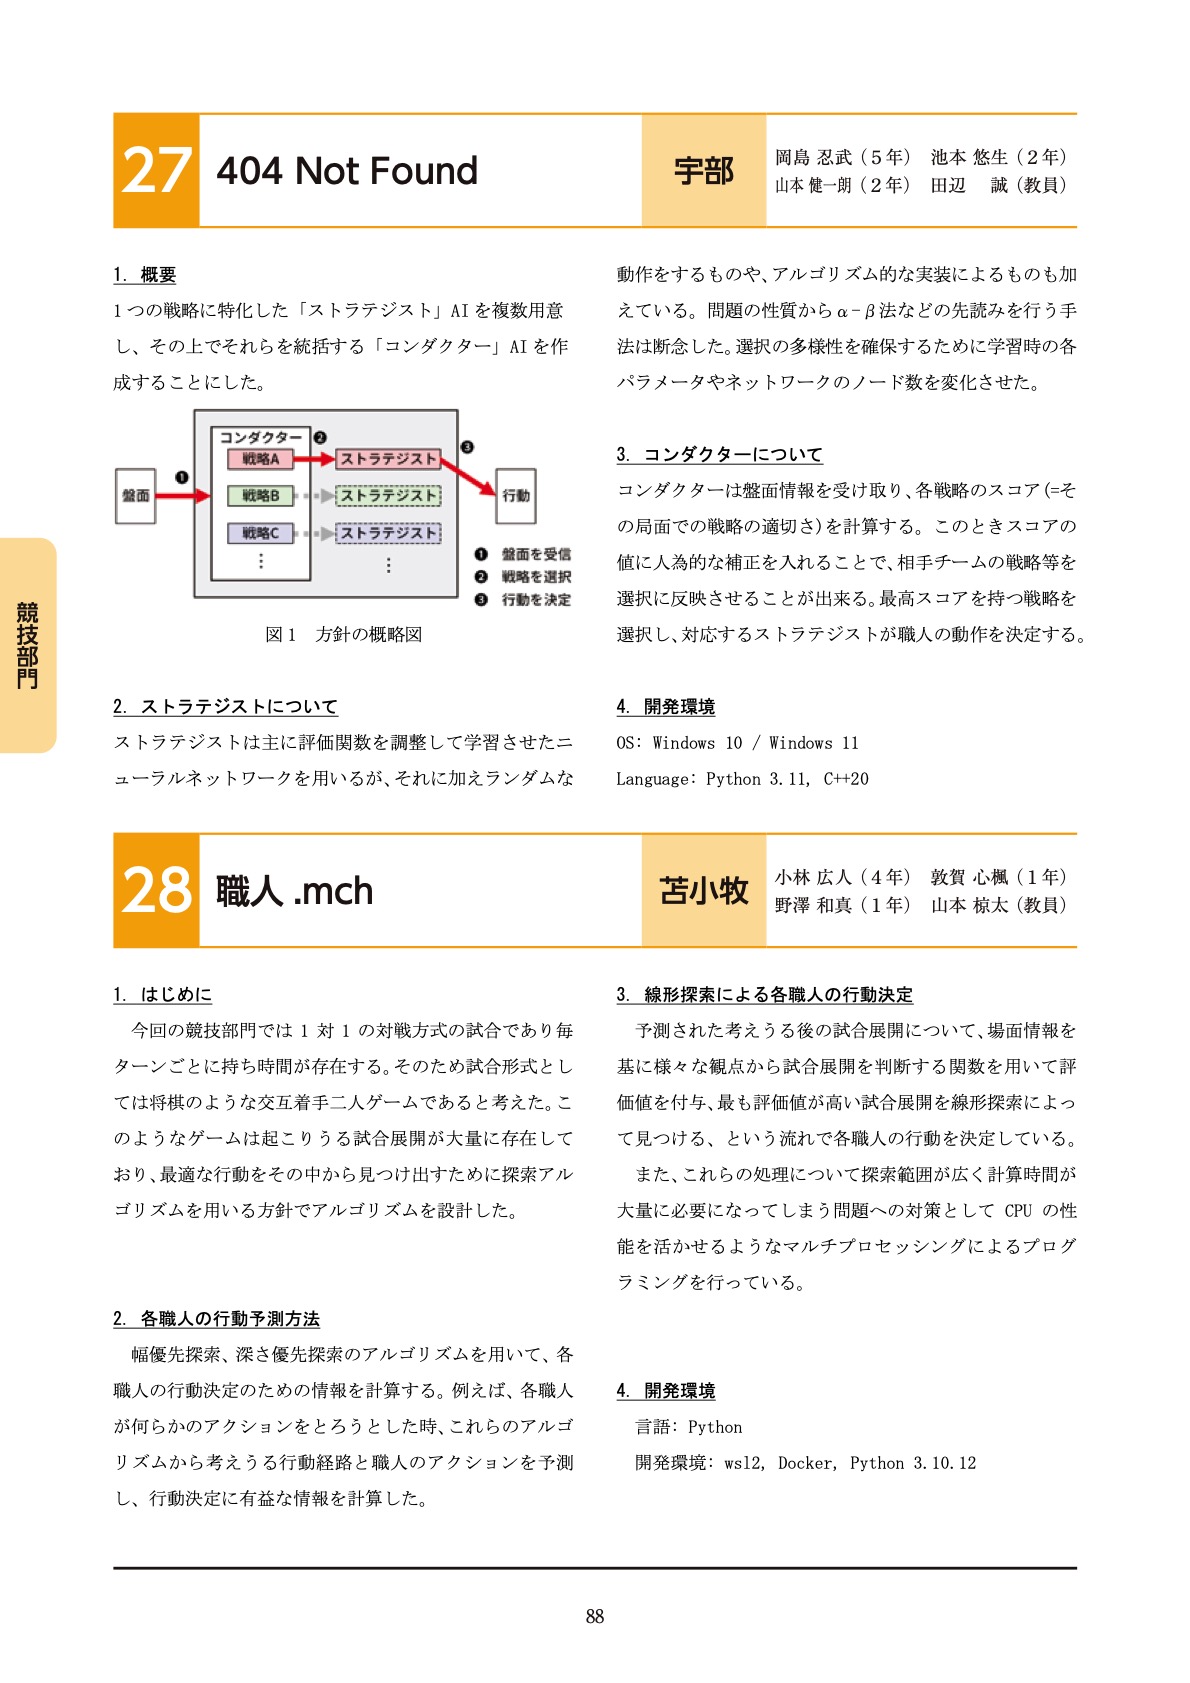 27 404 Not Found 宇部
岡島 忍武（５年） 池本 悠生（２年）
山本 健一朗（２年） 田辺　誠（教員）
1. 概要
1 つの戦略に特化した「ストラテジスト」AI を複数用意
し、その上でそれらを統括する「コンダクター」AI を作
成することにした。
盤面
❶
コンダクター
❷
戦略A
ストラテジスト
戦略B
ストラテジスト
戦略C
ストラテジスト
⋮
⋮
❸
行動
❶ 盤面を受信
❷ 戦略を選択
❸ 行動を決定
図 1　方針の概略図
2. ストラテジストについて
ストラテジストは主に評価関数を調整して学習させたニ
ューラルネットワークを用いるが、それに加えランダムな
動作をするものや、アルゴリズム的な実装によるものも加
えている。問題の性質からα-β法などの先読みを行う手
法は断念した。選択の多様性を確保するために学習時の各
パラメータやネットワークのノード数を変化させた。
3. コンダクターについて
コンダクターは盤面情報を受け取り、各戦略のスコア(=そ
の局面での戦略の適切さ)を計算する。このときスコアの
値に人為的な補正を入れることで、相手チームの戦略等を
選択に反映させることが出来る。最高スコアを持つ戦略を
選択し、対応するストラテジストが職人の動作を決定する。
4. 開発環境
OS: Windows 10 / Windows 11
Language: Python 3.11, C++20
競技部門
28 職人 .mch 苫小牧
小林 広人（４年） 敦賀 心楓（１年）
野澤 和真（１年） 山本 椋太（教員）
1. はじめに
今回の競技部門では 1 対 1 の対戦方式の試合であり毎
ターンごとに持ち時間が存在する。そのため試合形式とし
ては将棋のような交互着手二人ゲームであると考えた。こ
のようなゲームは起こりうる試合展開が大量に存在して
おり、最適な行動をその中から見つけ出すために探索アル
ゴリズムを用いる方針でアルゴリズムを設計した。
2. 各職人の行動予測方法
幅優先探索、深さ優先探索のアルゴリズムを用いて、各
職人の行動決定のための情報を計算する。例えば、各職人
が何らかのアクションをとろうとした時、これらのアルゴ
リズムから考えうる行動経路と職人のアクションを予測
し、行動決定に有益な情報を計算した。
3. 線形探索による各職人の行動決定
予測された考えうる後の試合展開について、場面情報を
基に様々な観点から試合展開を判断する関数を用いて評
価値を付与、最も評価値が高い試合展開を線形探索によっ
て見つける、という流れで各職人の行動を決定している。
また、これらの処理について探索範囲が広く計算時間が
大量に必要になってしまう問題への対策として CPU の性
能を活かせるようなマルチプロセッシングによるプログ
ラミングを行っている。
4. 開発環境
言語: Python
開発環境: wsl2, Docker, Python 3.10.12
88